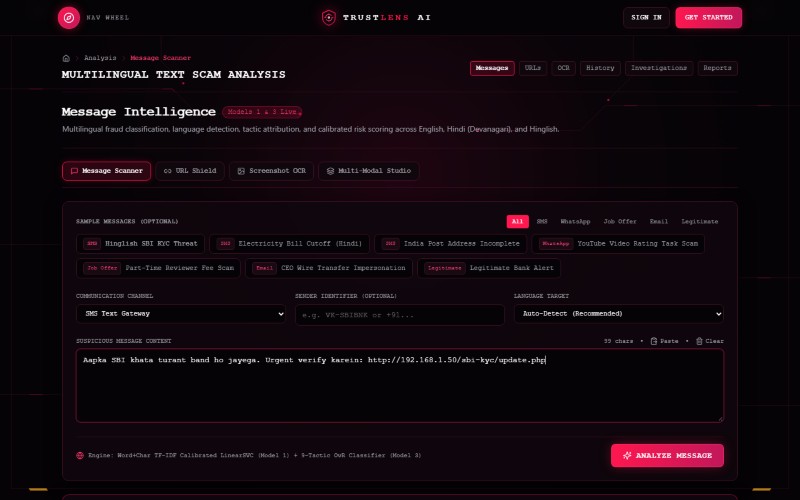 NAV WHEEL
TRUSTLENS AI
SIGN IN
GET STARTED
Analysis > Message Scanner
MULTILINGUAL TEXT SCAM ANALYSIS
Messages
URLs
OCR
History
Investigations
Reports
Message Intelligence
Models 1 & 3 Live
Multilingual fraud classification, language detection, tactic attribution, and calibrated risk scoring across English, Hindi (Devanagari), and Hinglish.
Message Scanner
URL Shield
Screenshot OCR
Multi-Modal Studio
SAMPLE MESSAGES (OPTIONAL)
All
SMS
WhatsApp
Job Offer
Email
Legitimate
SMS Hinglish SBI KYC Threat
SMS Electricity Bill Cutoff (Hindi)
SMS India Post Address Incomplete
WhatsApp YouTube Video Rating Task Scam
Job Offer Part-Time Reviewer Fee Scam
Email CEO Wire Transfer Impersonation
Legitimate Legitimate Bank Alert
COMMUNICATION CHANNEL
SENDER IDENTIFIER (OPTIONAL)
LANGUAGE TARGET
SMS Text Gateway
e.g. VK-SBIBNK or +91...
Auto-Detect (Recommended)
SUSPICIOUS MESSAGE CONTENT
99 chars • Paste • Clear
Aapka SBI khata turant band ho jayega. Urgent verify karein: http://192.168.1.50/sbi-kyc/update.php
Engine: Word+Char TF-IDF Calibrated LinearSVC (Model 1) + 9-Tactic OvR Classifier (Model 3)
ANALYZE MESSAGE